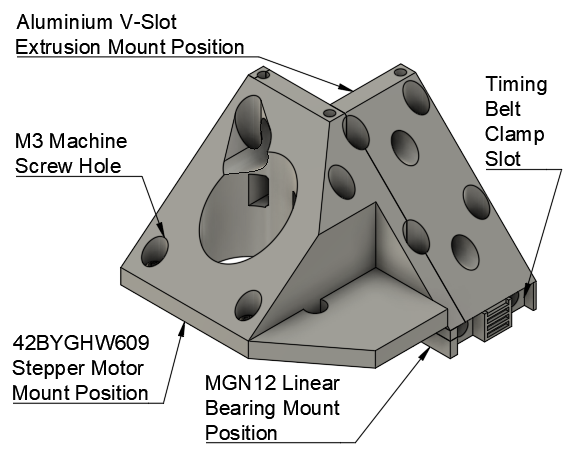 Aluminium V-Slot
Extrusion Mount Position
Timing
Belt
Clamp
Slot
M3 Machine
Screw Hole
42BYGHW609
Stepper Motor
Mount Position
MGN12 Linear
Bearing Mount
Position